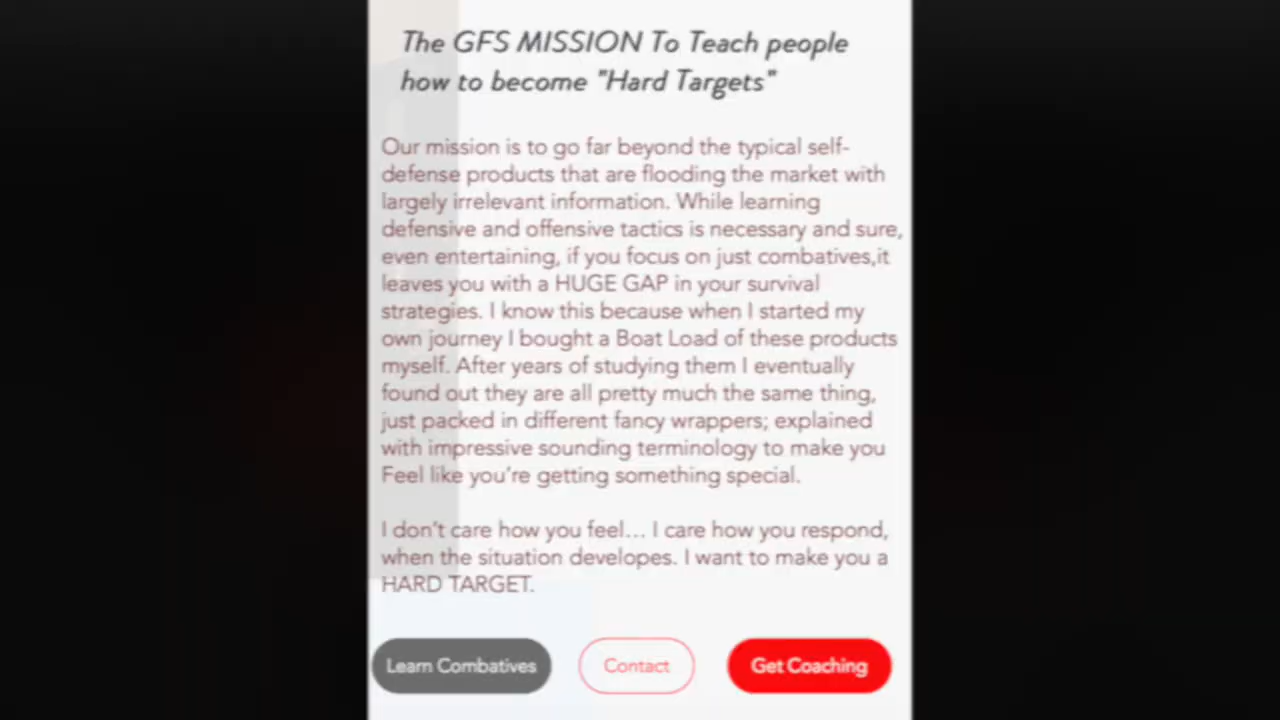 The GFS MISSION To Teach people
how to become "Hard Targets"
Our mission is to go far beyond the typical self-
defense products that are flooding the market with
largely irrelevant information. While learning
defensive and offensive tactics is necessary and sure,
even entertaining, if you focus on just combatives,it
leaves you with a HUGE GAP in your survival
strategies. I know this because when I started my
own journey I bought a Boat Load of these products
myself. After years of studying them I eventually
found out they are all pretty much the same thing,
just packed in different fancy wrappers; explained
with impressive sounding terminology to make you
Feel like you're getting something special.
I don't care how you feel... I care how you respond,
when the situation developes. I want to make you a
HARD TARGET.
Learn Combatives
Contact
Get Coaching